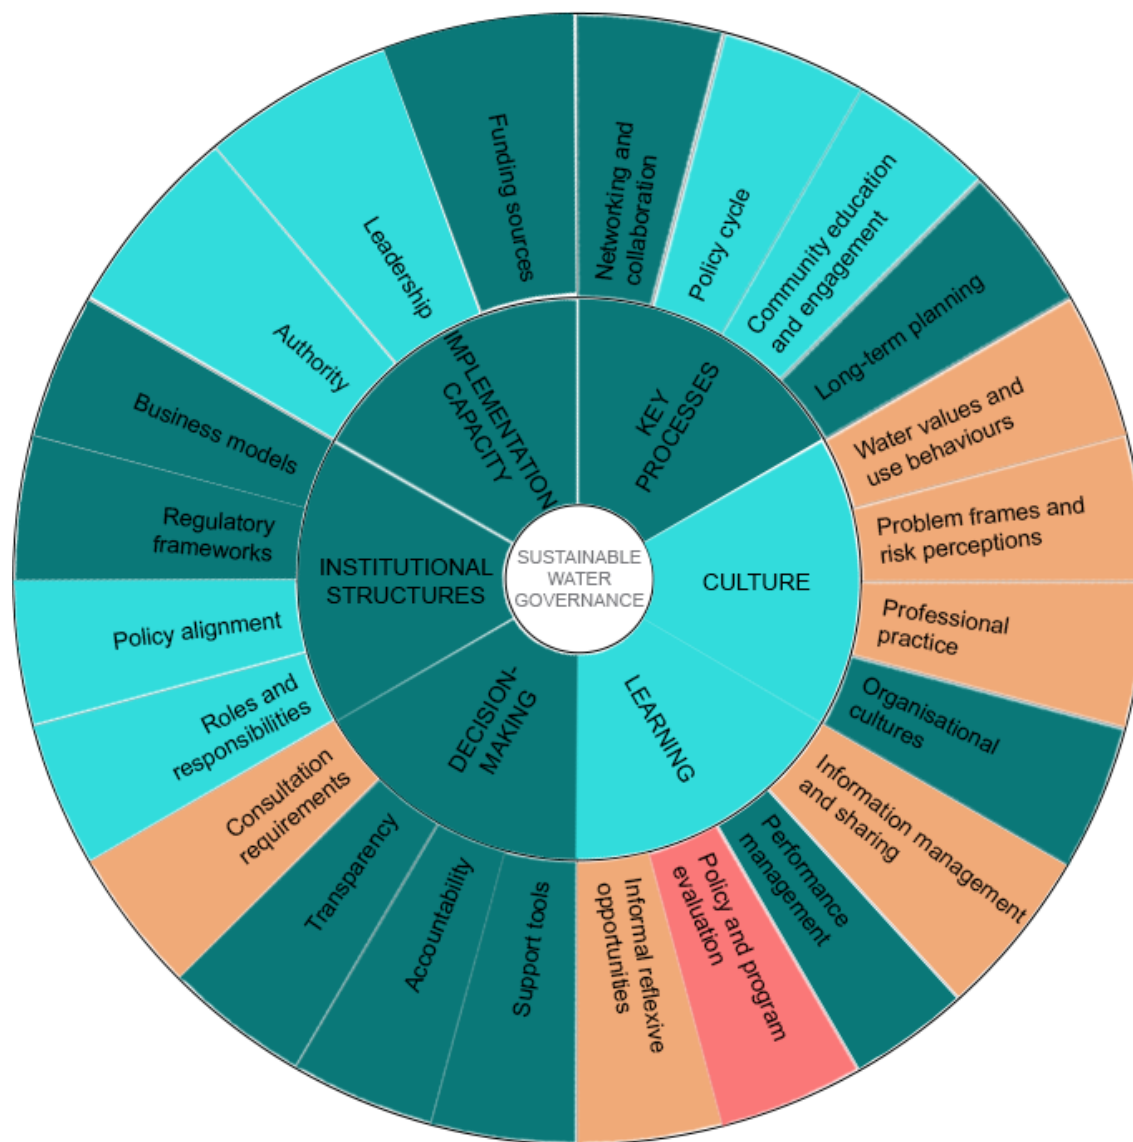 SUSTAINABLE
WATER
GOVERNANCE
KEY
PROCESSES
CULTURE
LEARNING
DECISION-
MAKING
INSTITUTIONAL
STRUCTURES
IMPLEMENTATION
CAPACITY
Networking and
collaboration
Policy cycle
Community education
and engagement
Long-term planning
Water values and
use behaviours
Problem frames and
risk perceptions
Professional
practice
Organisational
cultures
Information management
and sharing
Performance
management
Policy and program
evaluation
Informal reflexive
opportunities
Support tools
Accountability
Transparency
Consultation
requirements
Roles and
responsibilities
Policy alignment
Regulatory
frameworks
Business models
Authority
Leadership
Funding sources